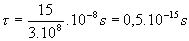 τ = 15/3.10⁸ .10⁻⁸ s = 0,5.10⁻¹⁵ s